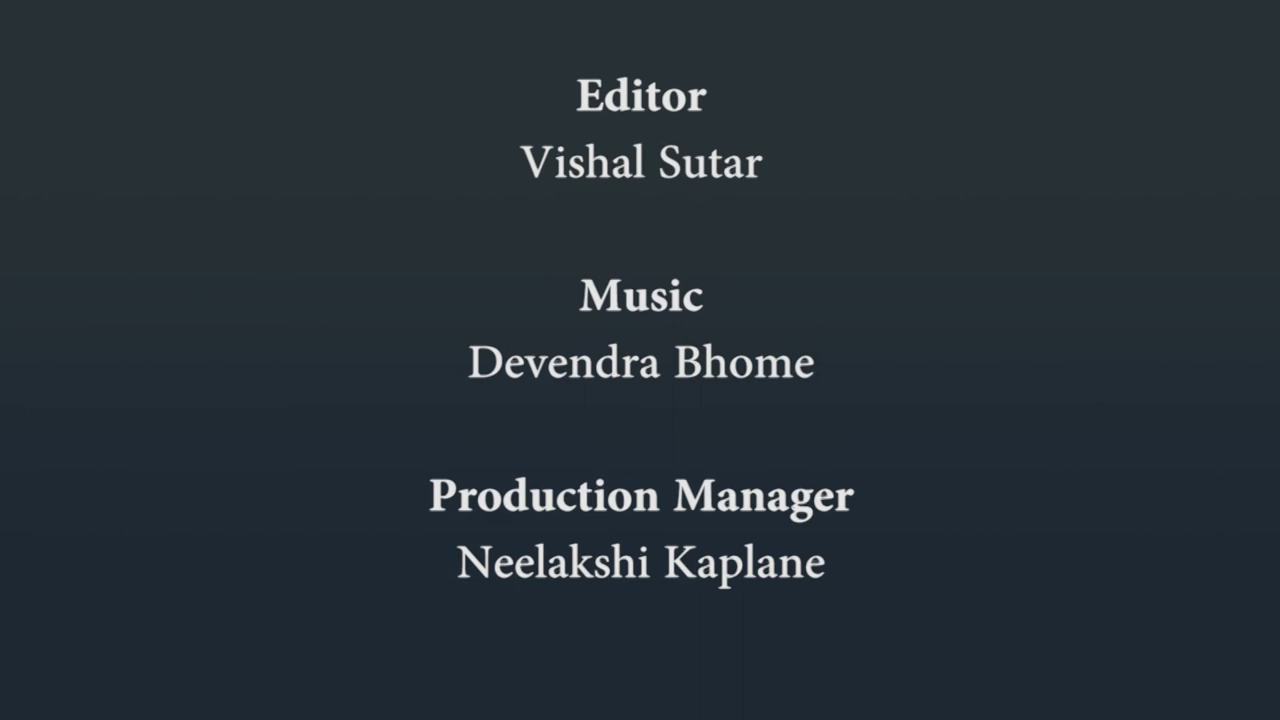 Editor
Vishal Sutar
Music
Devendra Bhome
Production Manager
Neelakshi Kaplane